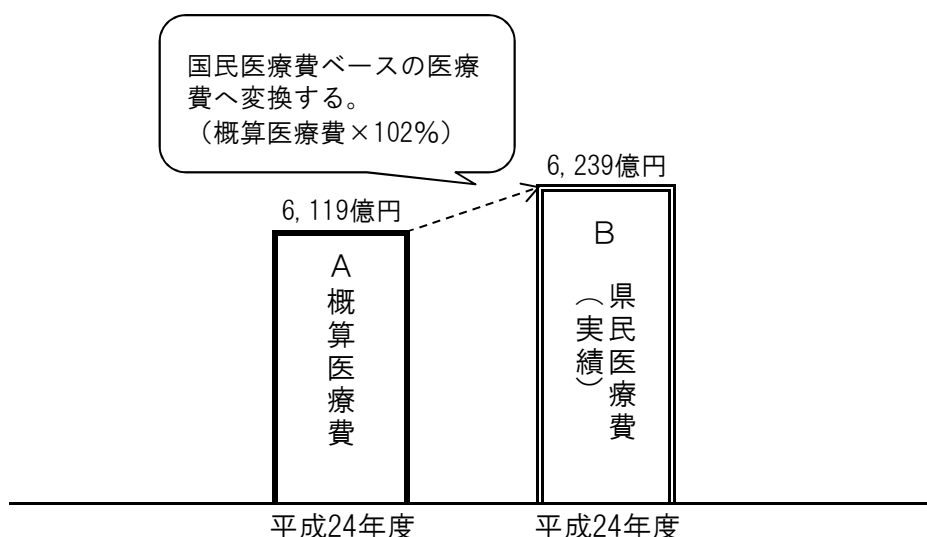 国民医療費ベースの医療
費へ変換する。
（概算医療費×102％）
6,119億円
6,239億円
A
概算医療費
B
県民医療費
（実績）
平成24年度
平成24年度